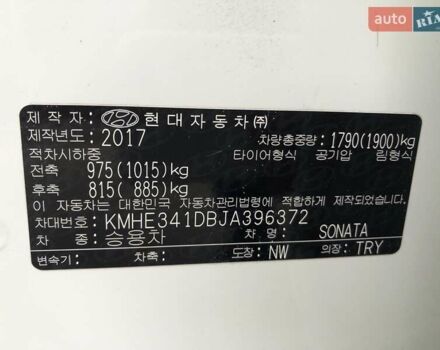 auto RIA
제 작 자 : 현대자동차㈜
제작년도: 2017 차량총중량: 1790(1900)kg
적차시하중 타이어형식 공기압 림형식
전축 975(1015)kg
후축 815( 885)kg
이 자동차는 대한민국 자동차관리법령에 적합하게 제작되었습니다.
차대번호: KMHE341DBJA396372
차 종: 승용차 차 명: SONATA
변속기: 차축: 도장: NW 의장: TRY